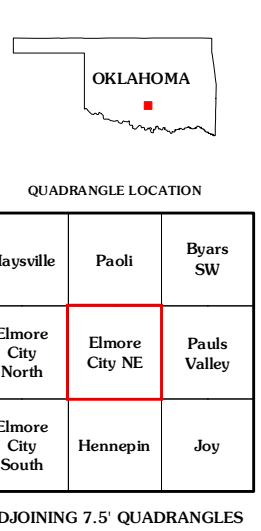 OKLAHOMA
QUADRANGLE LOCATION
aysville Paoli Byars
SW
Elmore
City
North
Elmore
City NE
Pauls
Valley
Elmore
City
South
Hennepin Joy
DJOINING 7.5' QUADRANGLES